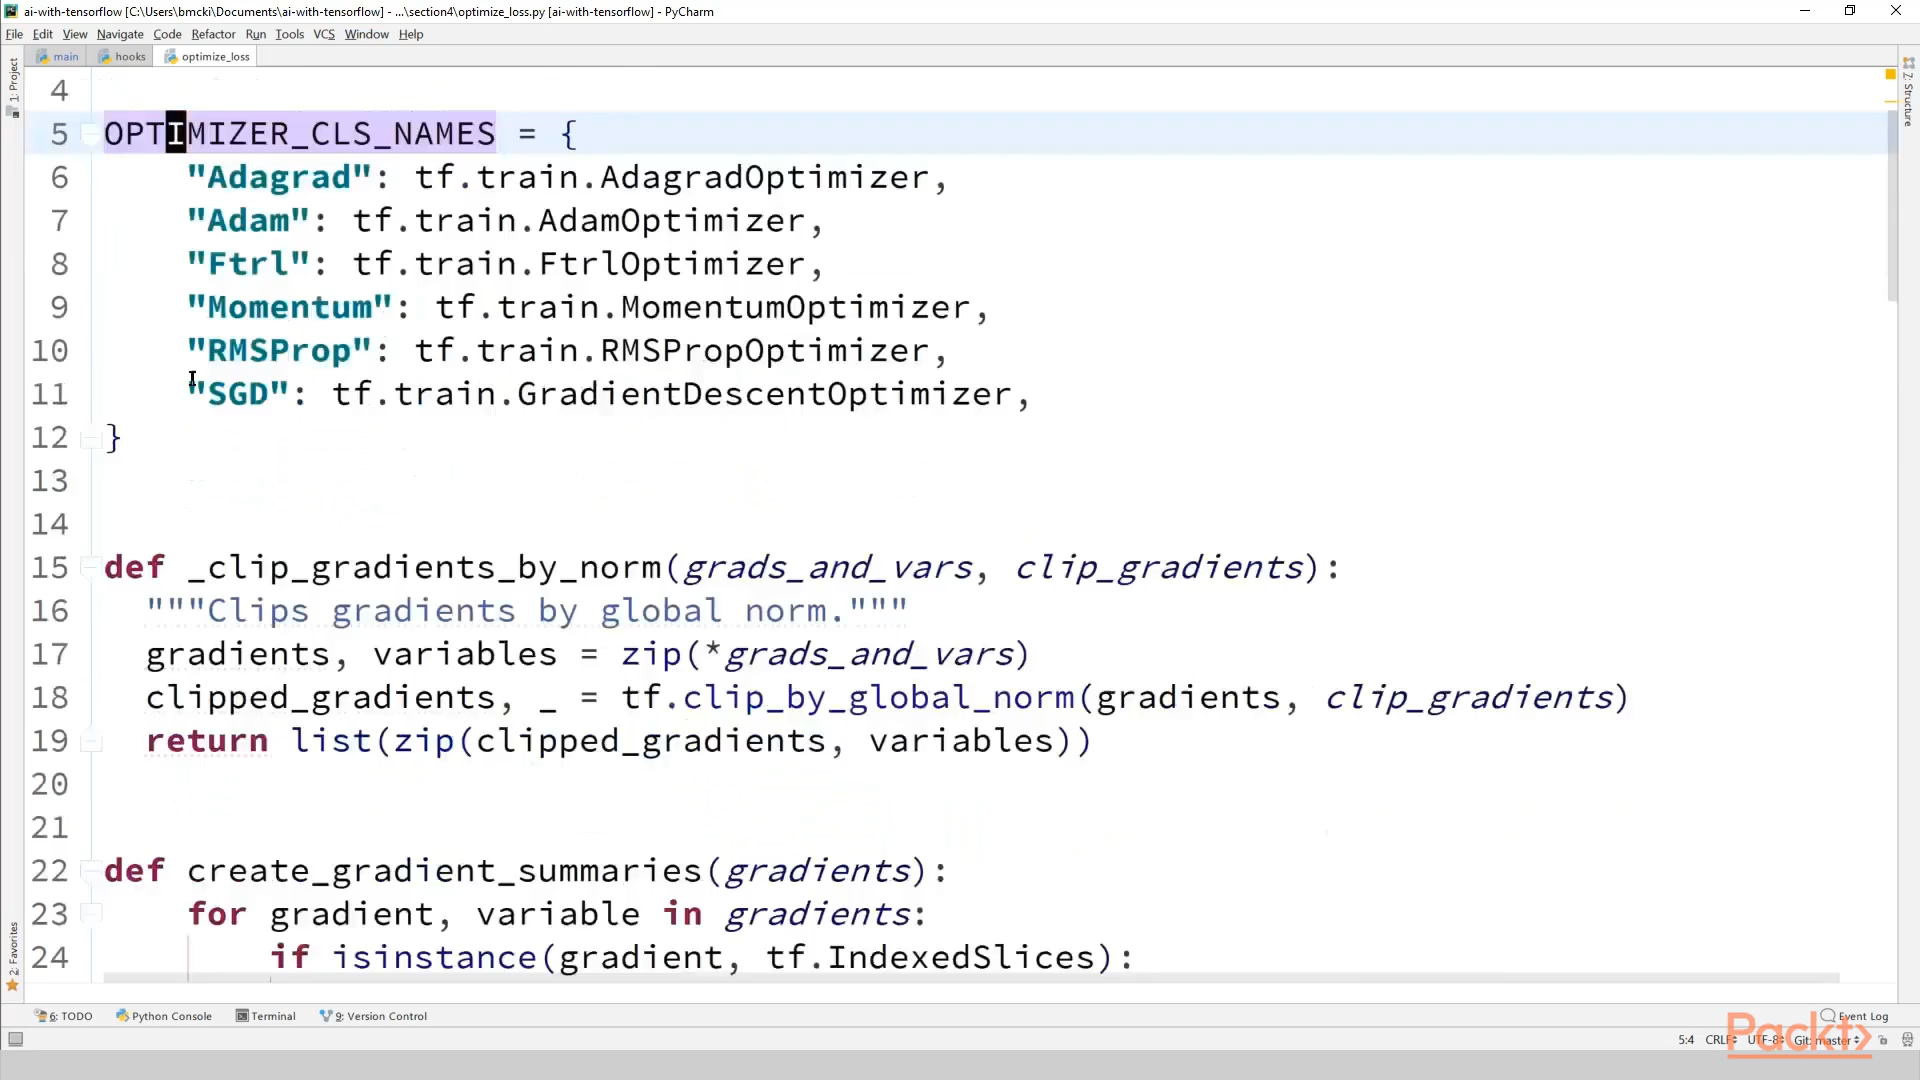 ai-with-tensorflow [C:\Users\bmcki\Documents\ai-with-tensorflow] - ...\section4\optimize_loss.py [ai-with-tensorflow] - PyCharm
File Edit View Navigate Code Refactor Run Tools VCS Window Help
main hooks optimize_loss
1: Project
Z: Structure
4
5 OPTIMIZER_CLS_NAMES = {
6 "Adagrad": tf.train.AdagradOptimizer,
7 "Adam": tf.train.AdamOptimizer,
8 "Ftrl": tf.train.FtrlOptimizer,
9 "Momentum": tf.train.MomentumOptimizer,
10 "RMSProp": tf.train.RMSPropOptimizer,
11 "SGD": tf.train.GradientDescentOptimizer,
12 }
13
14
15 def _clip_gradients_by_norm(grads_and_vars, clip_gradients):
16 """Clips gradients by global norm."""
17 gradients, variables = zip(*grads_and_vars)
18 clipped_gradients, _ = tf.clip_by_global_norm(gradients, clip_gradients)
19 return list(zip(clipped_gradients, variables))
20
21
22 def create_gradient_summaries(gradients):
23 for gradient, variable in gradients:
24 if isinstance(gradient, tf.IndexedSlices):
2: Favorites
6: TODO Python Console Terminal 9: Version Control Event Log
5:4 CRLF UTF-8 Git: master
Packt>